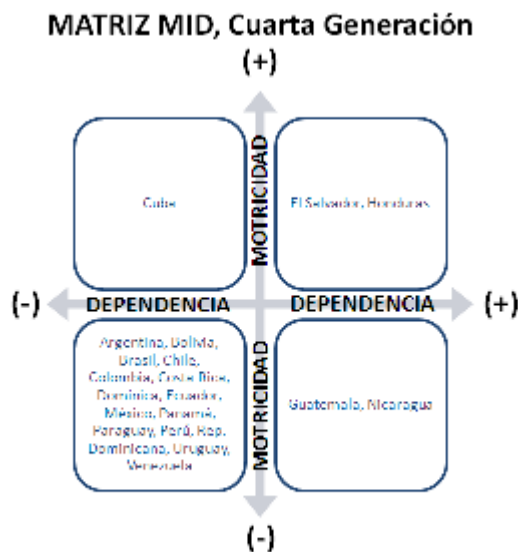 MATRIZ MID, Cuarta Generación
(+)
Cuba
MOTRICIDAD
El Salvador, Honduras
(-)
DEPENDENCIA
DEPENDENCIA
(+)
Argentina, Bolivia,
Brasil, Chile,
Colombia, Costa Rica,
Dominica, Ecuador,
México, Panamá,
Paraguay, Perú, Rep.
Dominicana, Uruguay,
Venezuela
MOTRICIDAD
Guatemala, Nicaragua
(-)